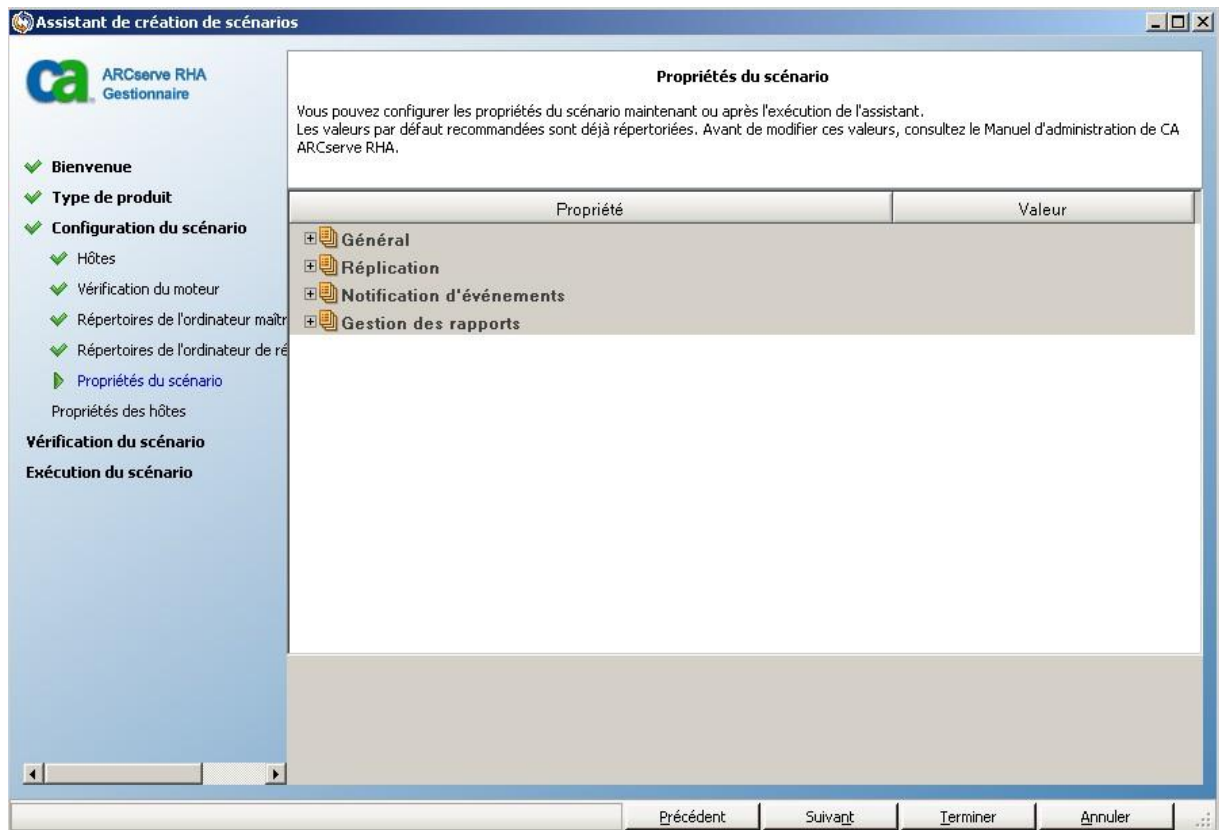 Assistant de création de scénarios
ca
ARCserve RHA
Gestionnaire
Bienvenue
Type de produit
Configuration du scénario
Hôtes
Vérification du moteur
Répertoires de l'ordinateur maîtr
Répertoires de l'ordinateur de ré
Propriétés du scénario
Propriétés des hôtes
Vérification du scénario
Exécution du scénario
Propriétés du scénario
Vous pouvez configurer les propriétés du scénario maintenant ou après l'exécution de l'assistant.
Les valeurs par défaut recommandées sont déjà répertoriées. Avant de modifier ces valeurs, consultez le Manuel d'administration de CA
ARCserve RHA.
Propriété Valeur
Général
Réplication
Notification d'événements
Gestion des rapports
Précédent Suivant Terminer Annuler